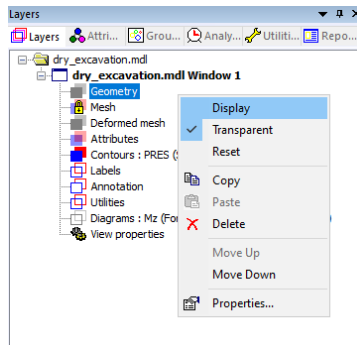 Layers
Layers Attri... Grou... Analy... Utiliti... Repo...
dry_excavation.mdl
dry_excavation.mdl Window 1
Geometry
Mesh
Deformed mesh
Attributes
Contours : PRES (
Labels
Annotation
Utilities
Diagrams : Mz (For
View properties
Display
Transparent
Reset
Copy
Paste
Delete
Move Up
Move Down
Properties...